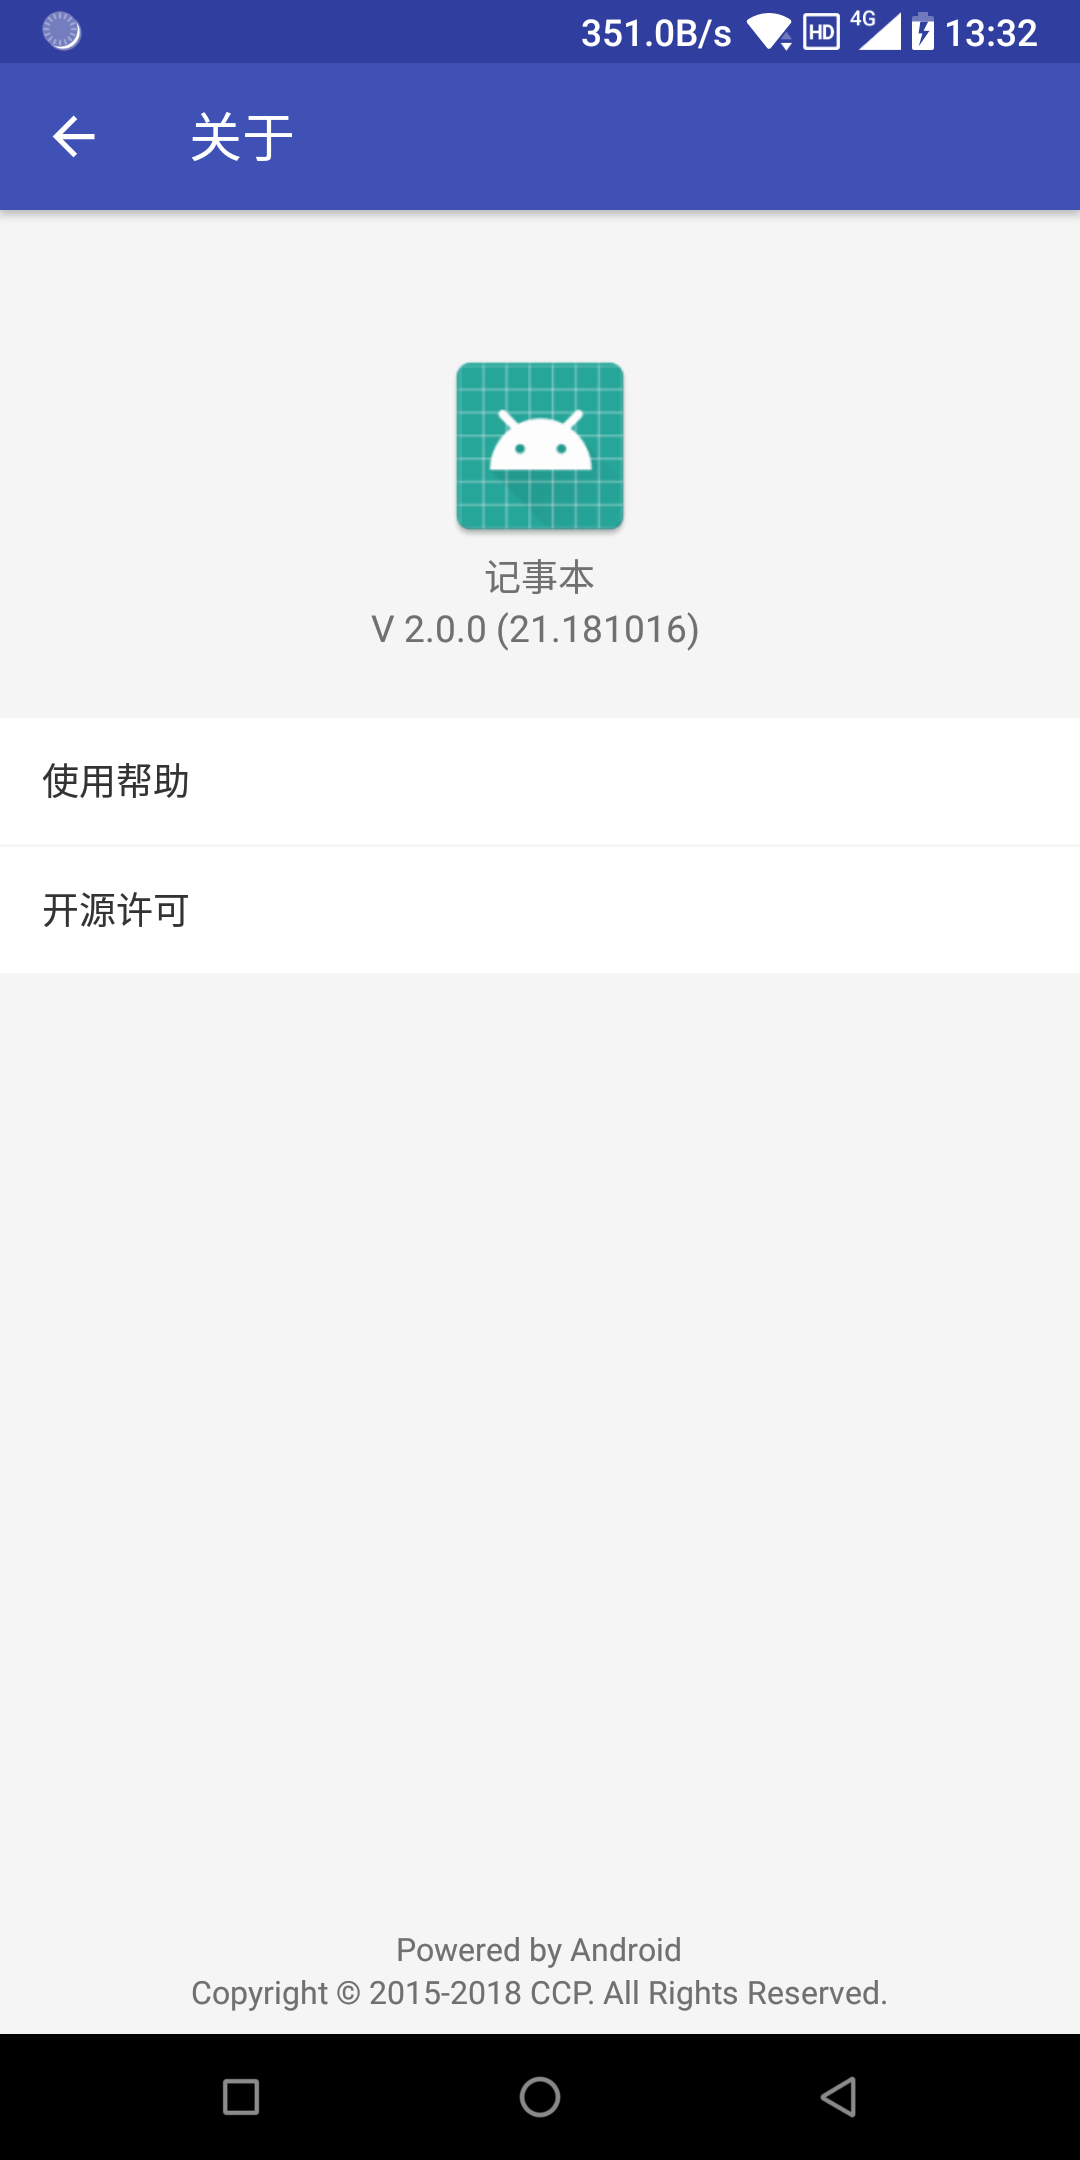 351.0B/s HD 4G 13:32
关于
记事本
V 2.0.0 (21.181016)
使用帮助
开源许可
Powered by Android
Copyright © 2015-2018 CCP. All Rights Reserved.